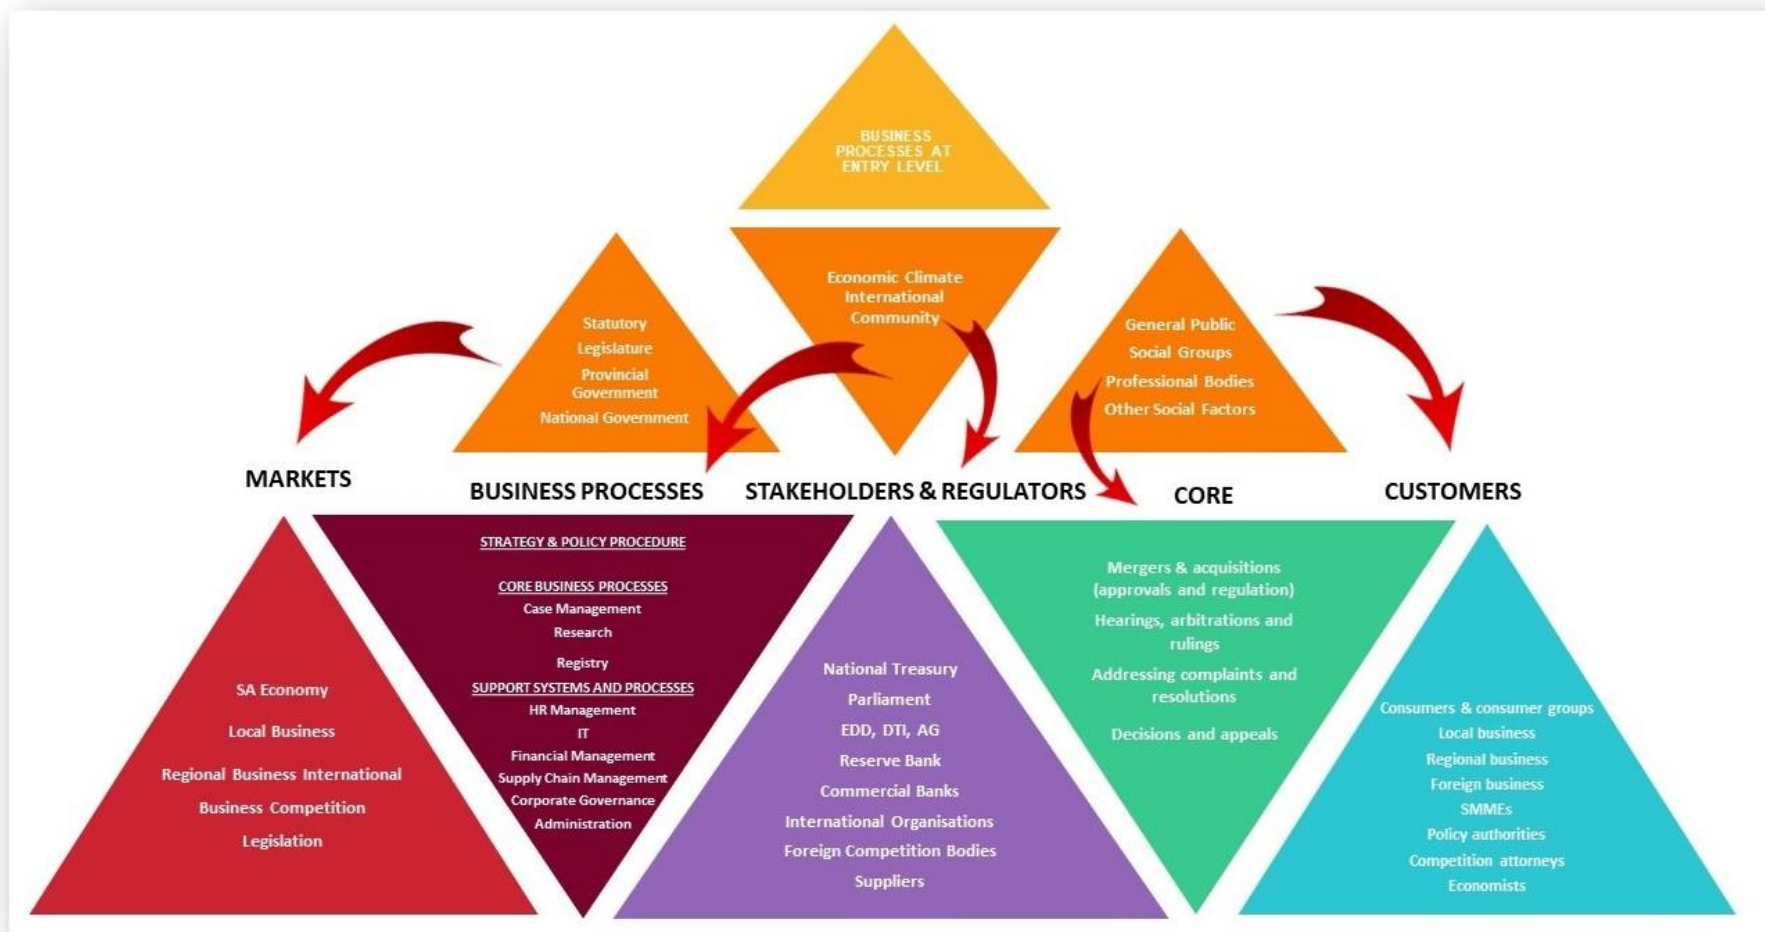 BUSINESS
PROCESSES AT
ENTRY LEVEL
Statutory
Legislature
Provincial
Government
National Government
Economic Climate
International
Community
General Public
Social Groups
Professional Bodies
Other Social Factors
MARKETS
BUSINESS PROCESSES
STAKEHOLDERS & REGULATORS
CORE
CUSTOMERS
SA Economy
Local Business
Regional Business International
Business Competition
Legislation
STRATEGY & POLICY PROCEDURE
CORE BUSINESS PROCESSES
Case Management
Research
Registry
SUPPORT SYSTEMS AND PROCESSES
HR Management
IT
Financial Management
Supply Chain Management
Corporate Governance
Administration
National Treasury
Parliament
EDD, DTI, AG
Reserve Bank
Commercial Banks
International Organisations
Foreign Competition Bodies
Suppliers
Mergers & acquisitions
(approvals and regulation)
Hearings, arbitrations and
rulings
Addressing complaints and
resolutions
Decisions and appeals
Consumers & consumer groups
Local business
Regional business
Foreign business
SMMEs
Policy authorities
Competition attorneys
Economists